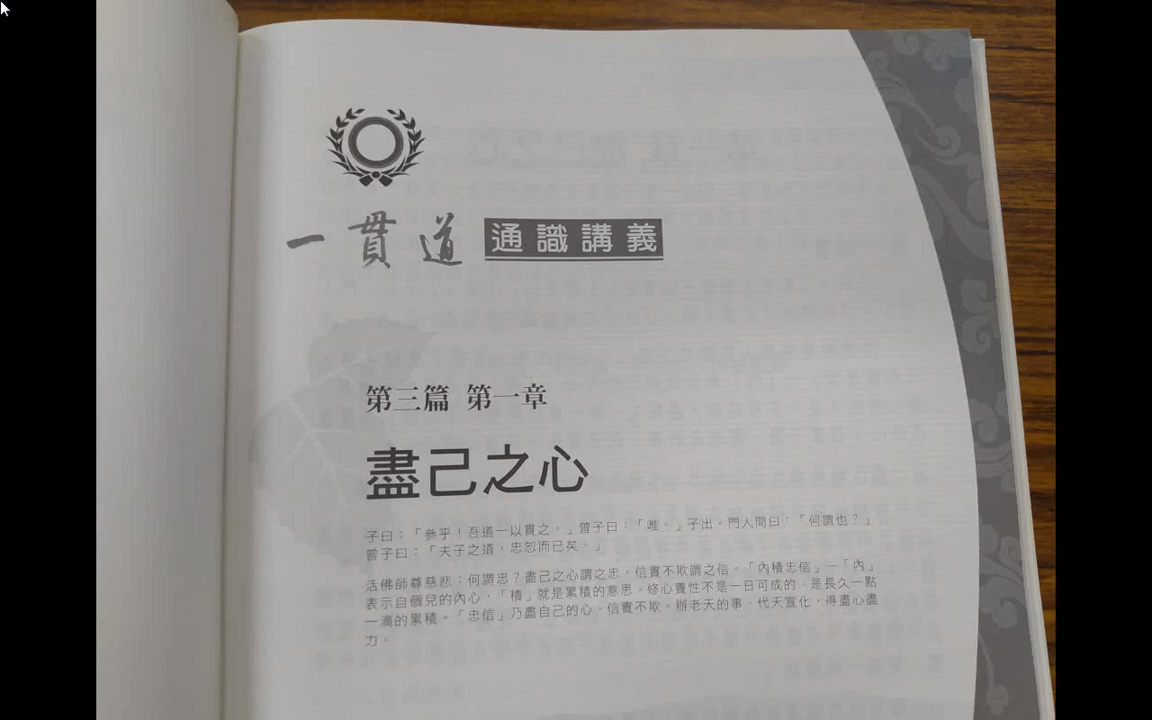 一貫道 通識講義
第三篇 第一章
盡己之心
子曰：「參乎！吾道一以貫之。」曾子曰：「唯。」子出。門人問曰：「何謂也？」
曾子曰：「夫子之道，忠恕而已矣。」
活佛師尊慈悲：何謂忠？盡己之心謂之忠，信實不欺謂之信。「內積忠信」—「內」
表示自個兒的內心，「積」就是累積的意思。修心養性不是一日可成的，是長久一點
一滴的累積。「忠信」乃盡自己的心，信實不欺。辦老天的事，代天宣化，得盡心盡
力。